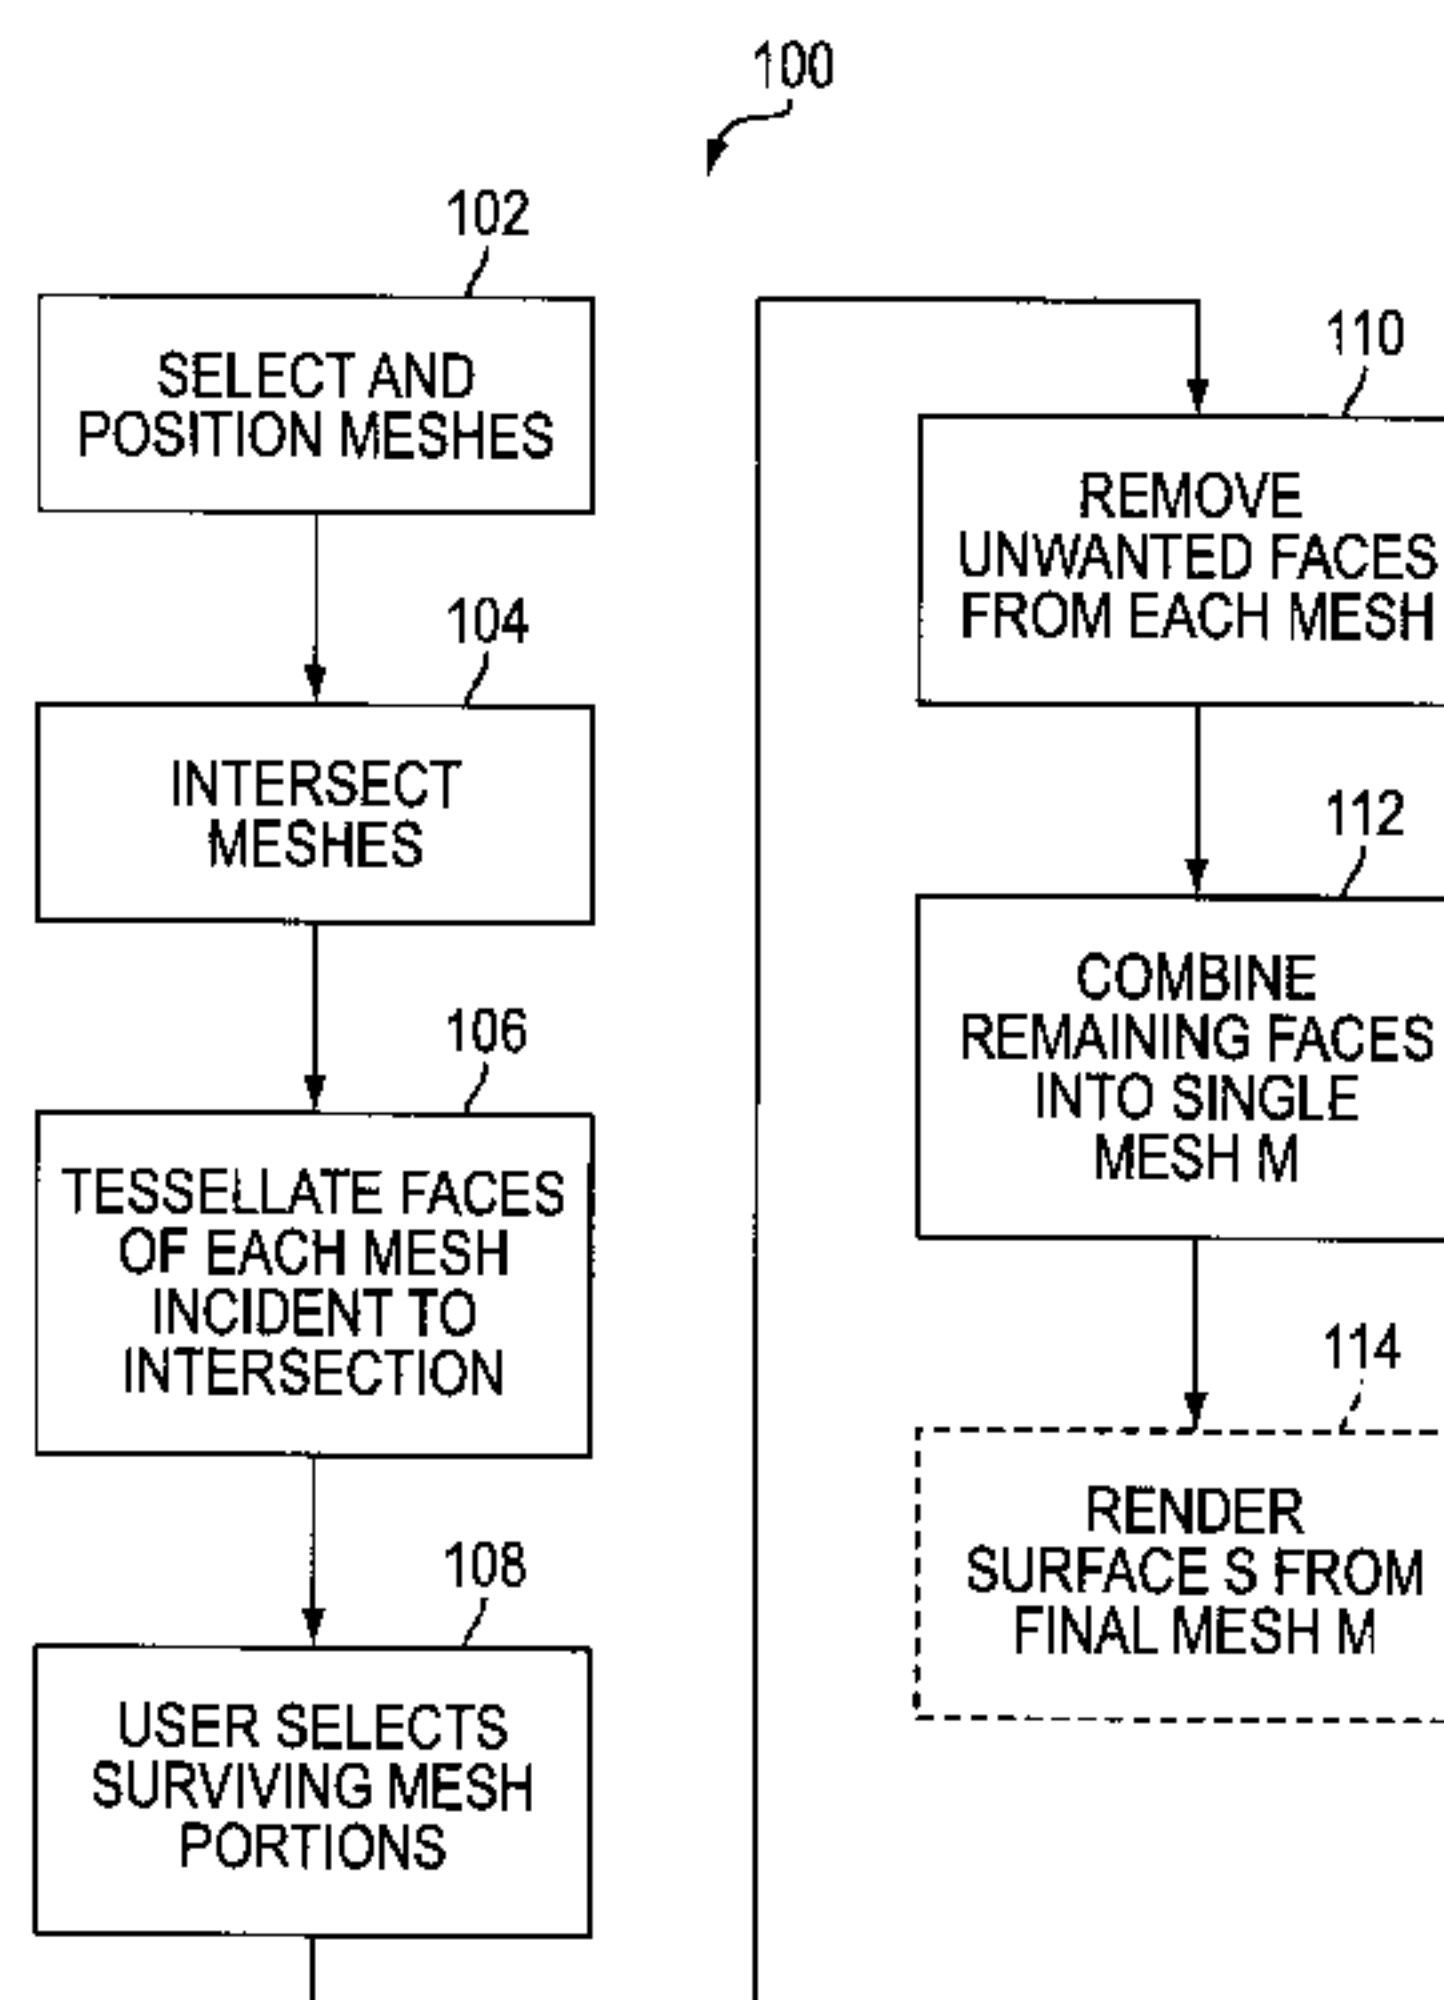 100
102
SELECT AND
POSITION MESHES
104
INTERSECT
MESHES
106
TESSELLATE FACES
OF EACH MESH
INCIDENT TO
INTERSECTION
108
USER SELECTS
SURVIVING MESH
PORTIONS
110
REMOVE
UNWANTED FACES
FROM EACH MESH
112
COMBINE
REMAINING FACES
INTO SINGLE
MESH M
114
RENDER
SURFACE S FROM
FINAL MESH M